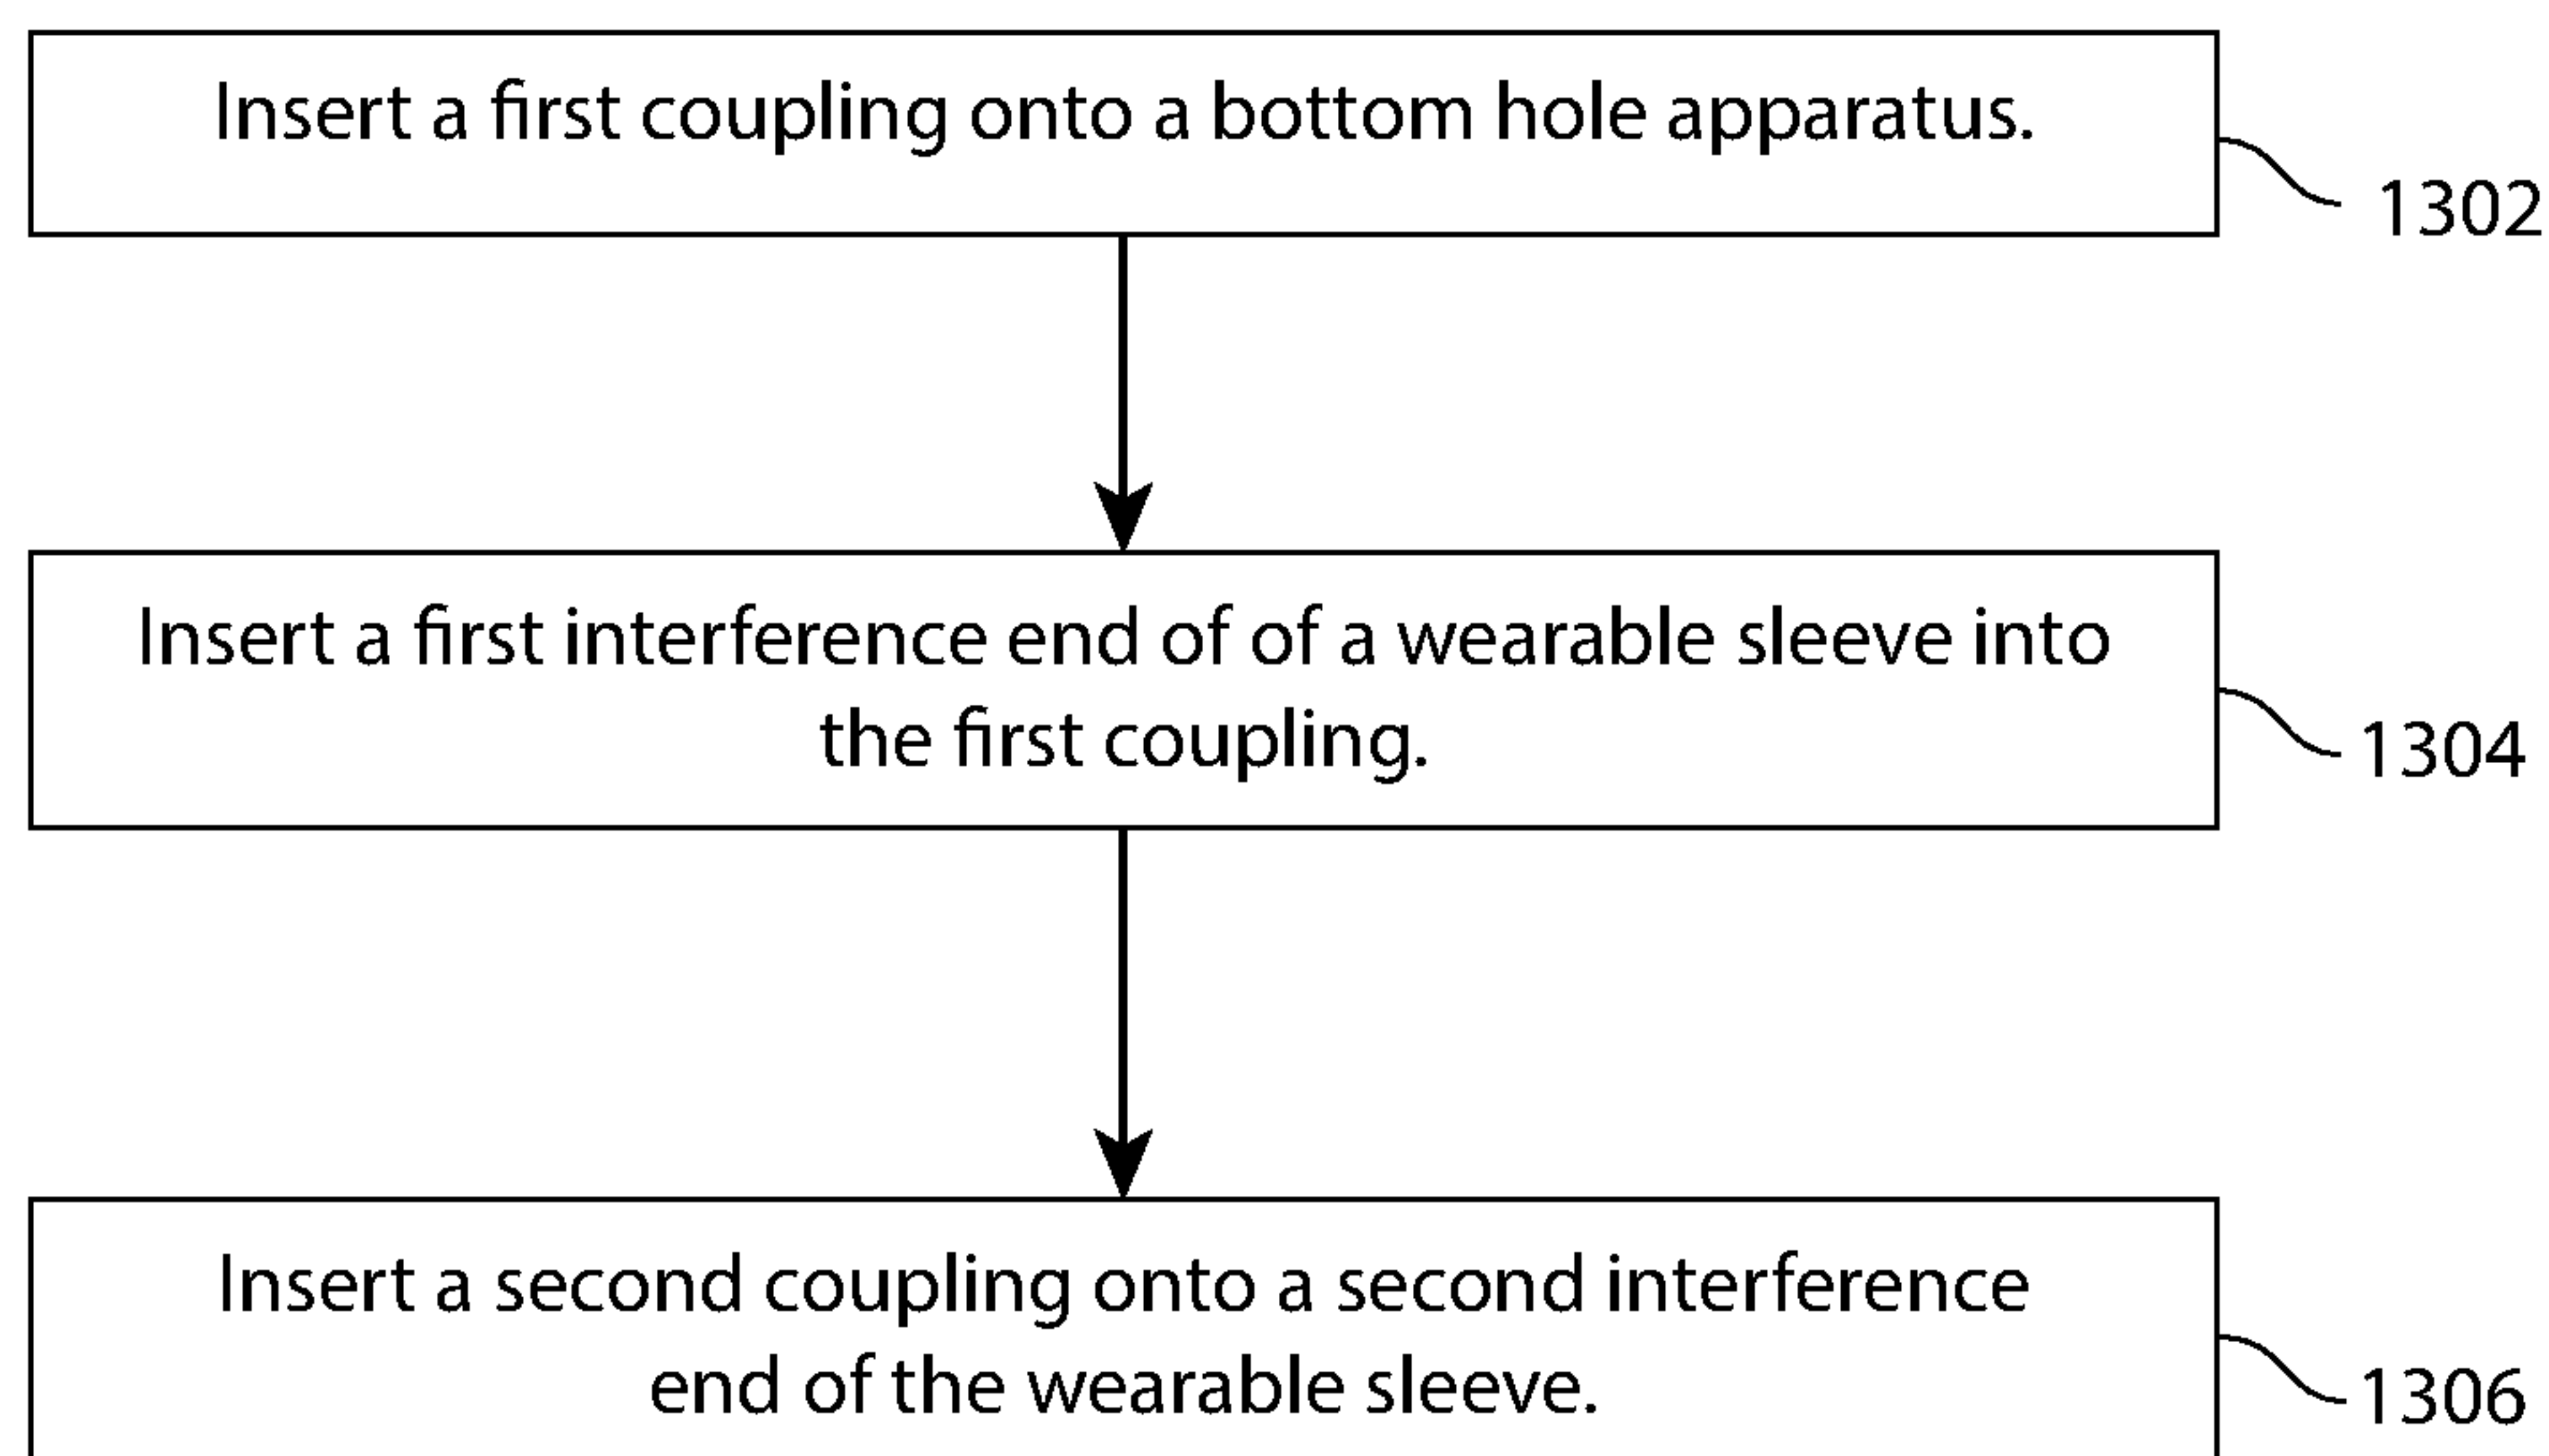 Insert a first coupling onto a bottom hole apparatus.
1302
Insert a first interference end of of a wearable sleeve into
the first coupling.
1304
Insert a second coupling onto a second interference
end of the wearable sleeve.
1306